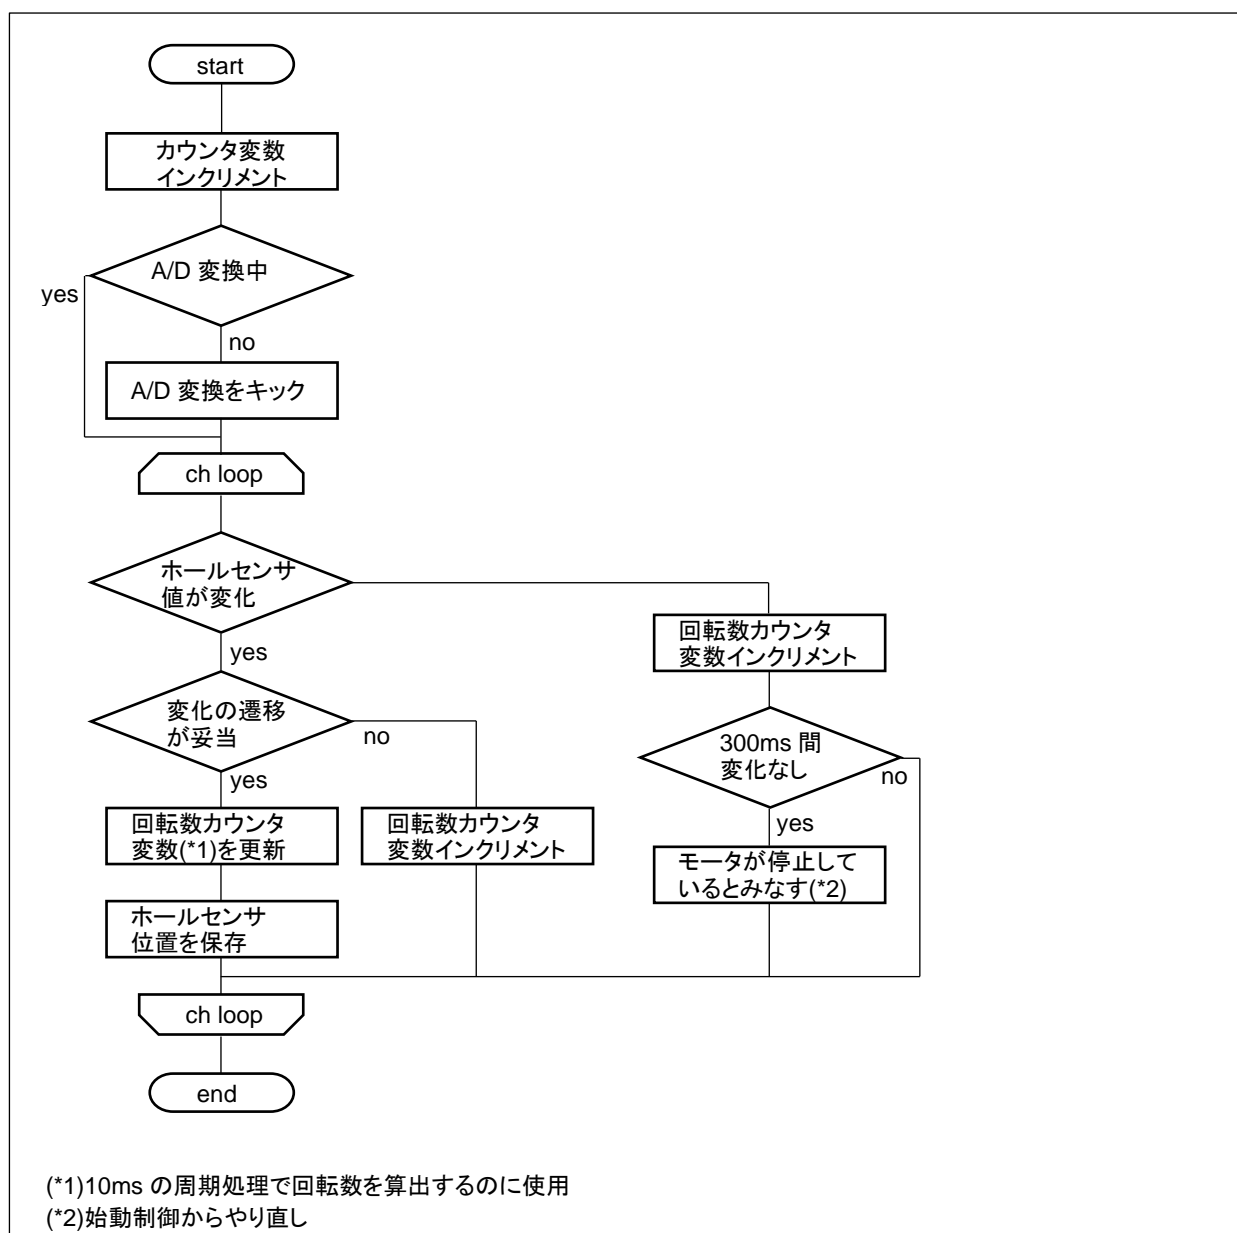 start
カウンタ変数
インクリメント
A/D 変換中
yes
no
A/D 変換をキック
ch loop
ホールセンサ
値が変化
yes
回転数カウンタ
変数インクリメント
変化の遷移
が妥当
no
yes
300ms 間
変化なし
no
yes
回転数カウンタ
変数(*1)を更新
回転数カウンタ
変数インクリメント
モータが停止して
いるとみなす(*2)
ホールセンサ
位置を保存
ch loop
end
(*1)10ms の周期処理で回転数を算出するのに使用
(*2)始動制御からやり直し